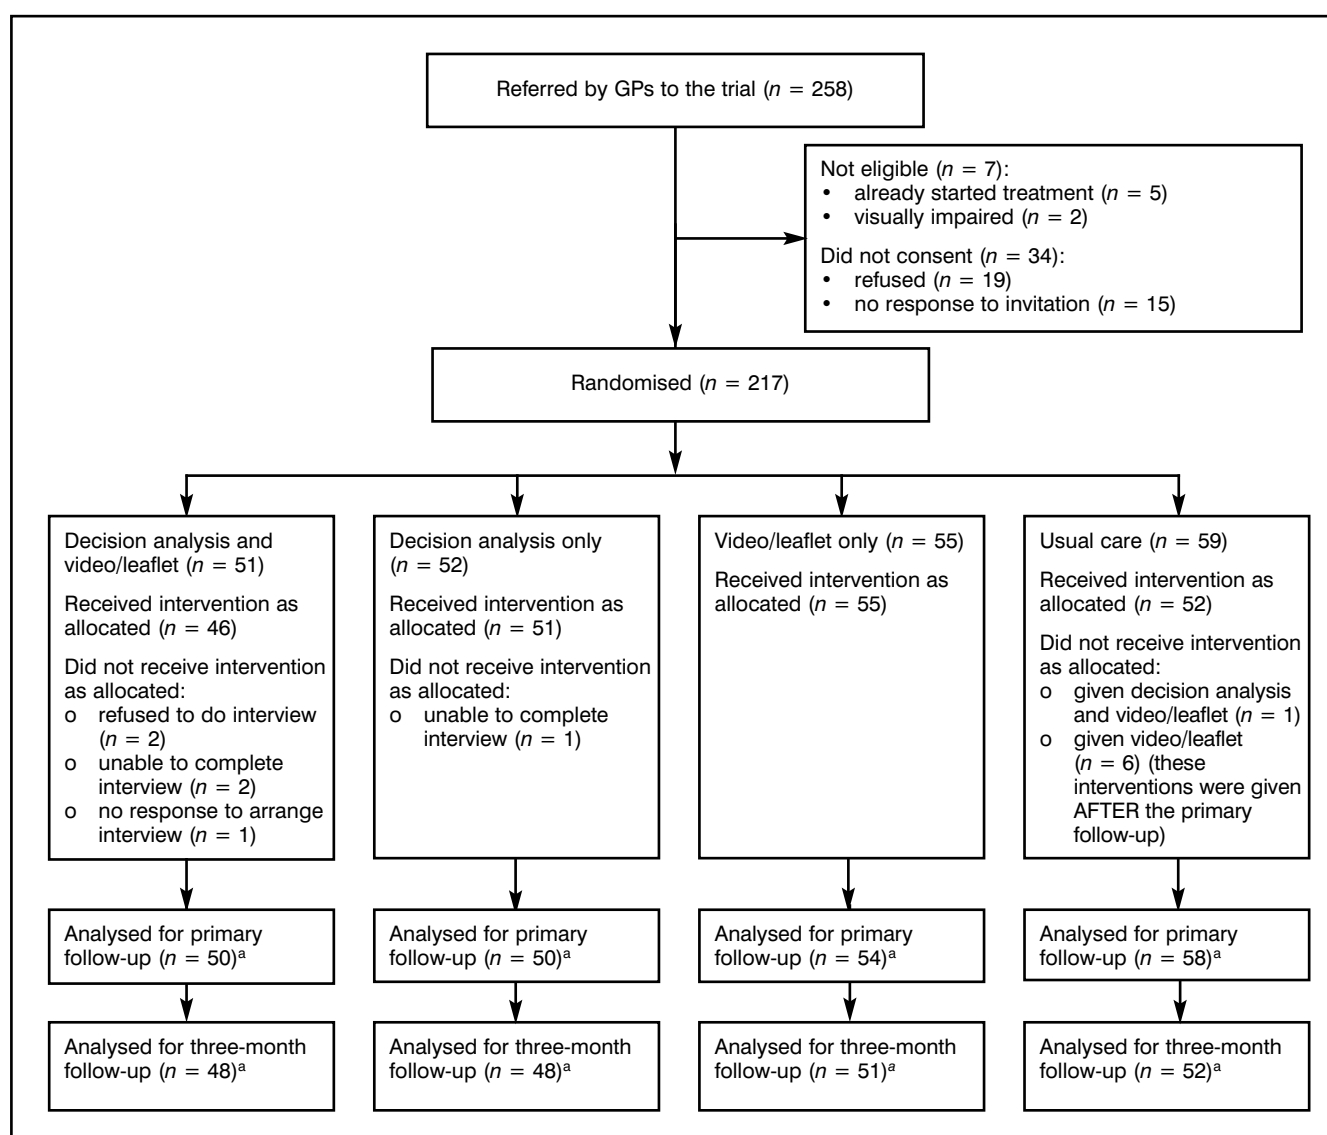 Referred by GPs to the trial (n = 258)
Not eligible (n = 7):
• already started treatment (n = 5)
• visually impaired (n = 2)
Did not consent (n = 34):
• refused (n = 19)
• no response to invitation (n = 15)
Randomised (n = 217)
Decision analysis and
video/leaflet (n = 51)
Received intervention as
allocated (n = 46)
Did not receive intervention
as allocated:
o refused to do interview
(n = 2)
o unable to complete
interview (n = 2)
o no response to arrange
interview (n = 1)
Decision analysis only
(n = 52)
Received intervention as
allocated (n = 51)
Did not receive intervention
as allocated:
o unable to complete
interview (n = 1)
Video/leaflet only (n = 55)
Received intervention as
allocated (n = 55)
Usual care (n = 59)
Received intervention as
allocated (n = 52)
Did not receive intervention
as allocated:
o given decision analysis
and video/leaflet (n = 1)
o given video/leaflet
(n = 6) (these
interventions were given
AFTER the primary
follow-up)
Analysed for primary
follow-up (n = 50)ᵃ
Analysed for primary
follow-up (n = 50)ᵃ
Analysed for primary
follow-up (n = 54)ᵃ
Analysed for primary
follow-up (n = 58)ᵃ
Analysed for three-month
follow-up (n = 48)ᵃ
Analysed for three-month
follow-up (n = 48)ᵃ
Analysed for three-month
follow-up (n = 51)ᵃ
Analysed for three-month
follow-up (n = 52)ᵃ